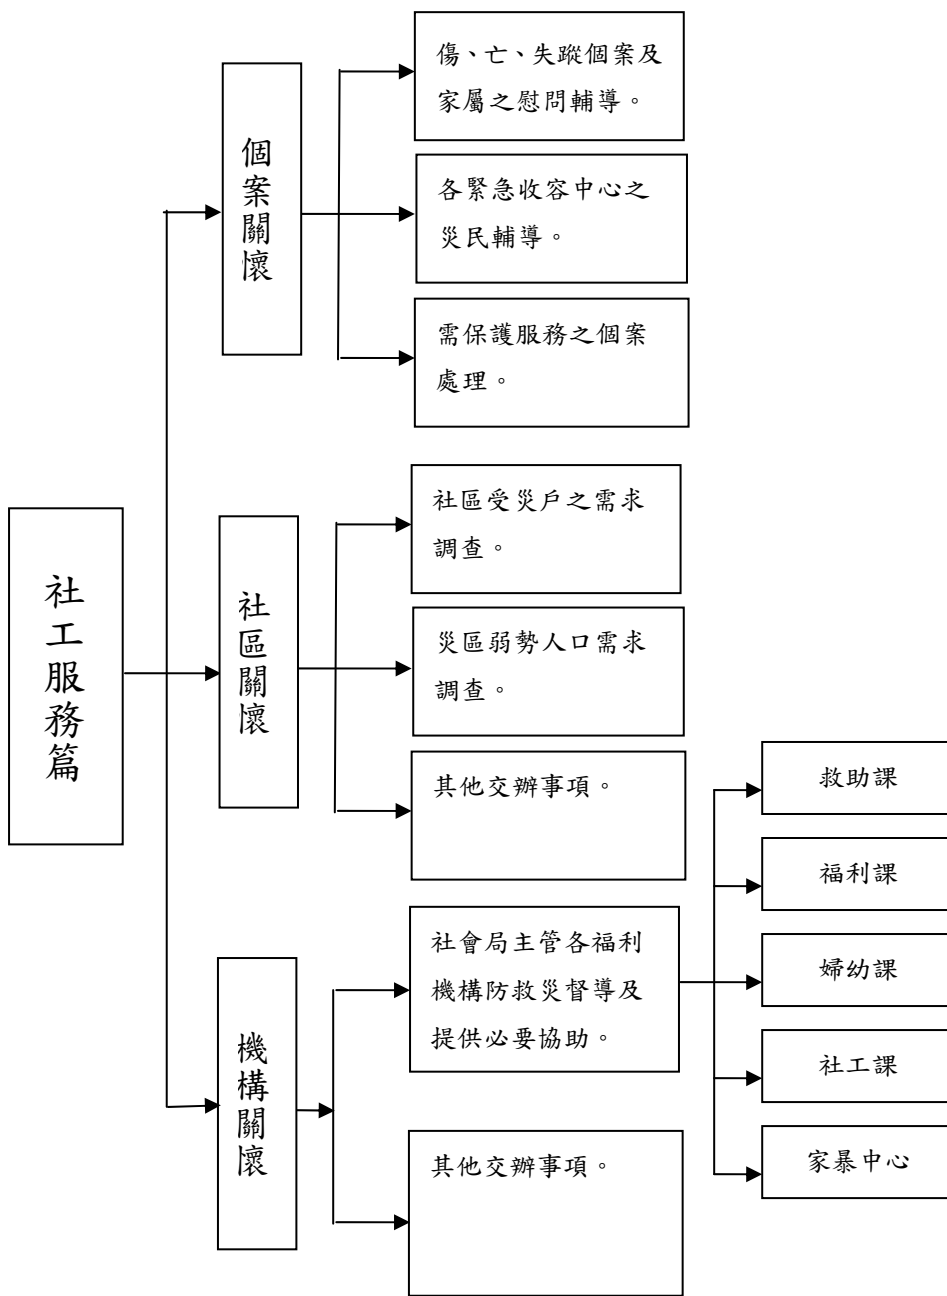 社工服務篇
個案關懷
傷、亡、失蹤個案及
家屬之慰問輔導。
各緊急收容中心之
災民輔導。
需保護服務之個案
處理。
社區關懷
社區受災戶之需求
調查。
災區弱勢人口需求
調查。
其他交辦事項。
機構關懷
社會局主管各福利
機構防救災督導及
提供必要協助。
救助課
福利課
婦幼課
社工課
家暴中心
其他交辦事項。